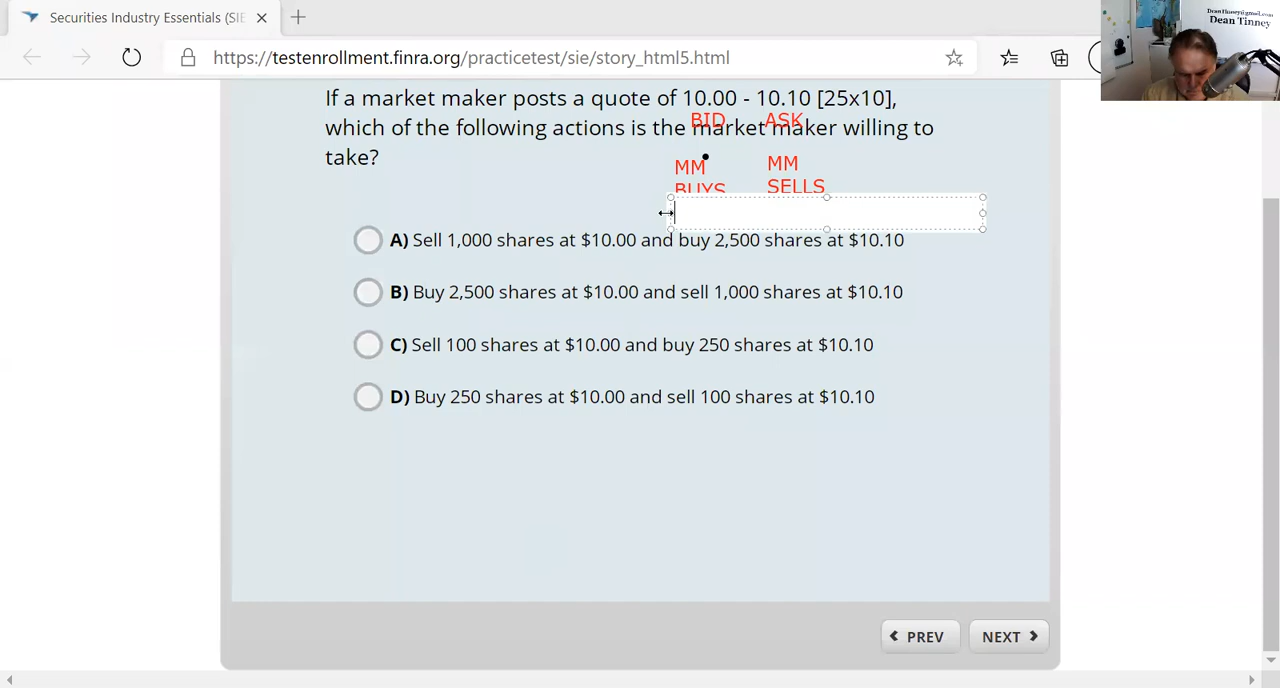 Securities Industry Essentials (SIE
https://testenrollment.finra.org/practicetest/sie/story_html5.html
DeanTinney@gmail.com
Dean Tinney
If a market maker posts a quote of 10.00 - 10.10 [25x10],
BID ASK
which of the following actions is the market maker willing to
take?
MM MM
BUYS SELLS
A) Sell 1,000 shares at $10.00 and buy 2,500 shares at $10.10
B) Buy 2,500 shares at $10.00 and sell 1,000 shares at $10.10
C) Sell 100 shares at $10.00 and buy 250 shares at $10.10
D) Buy 250 shares at $10.00 and sell 100 shares at $10.10
PREV NEXT